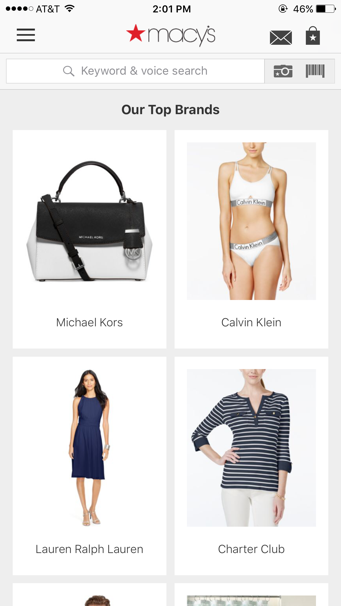 AT&T 2:01 PM 46%
macy's
Keyword & voice search
Our Top Brands
MICHAEL KORS
Calvin Klein
Calvin Klein
Michael Kors
Calvin Klein
Lauren Ralph Lauren
Charter Club